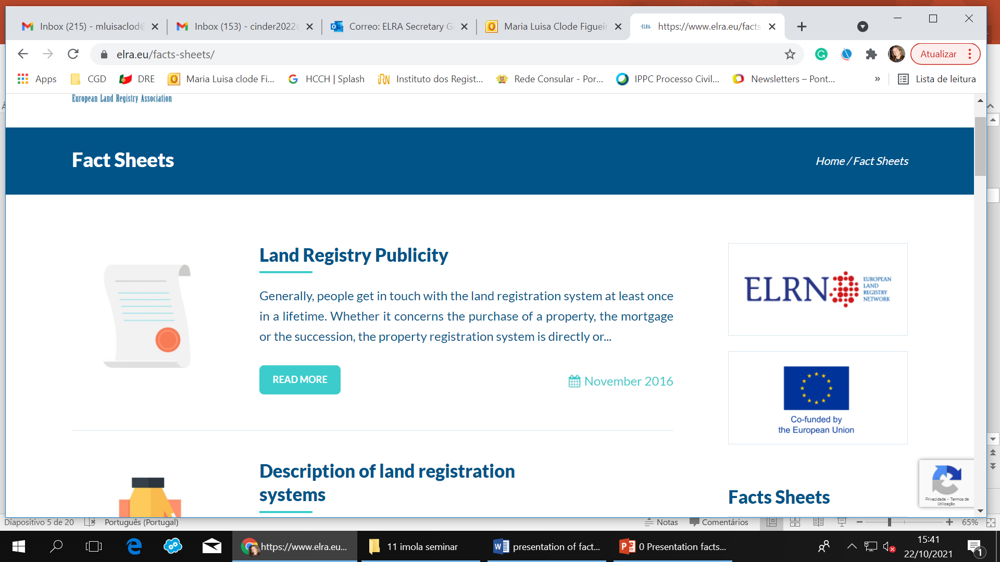 Inbox (215) - mluisaclod@
Inbox (153) - cinder2022@
Correo: ELRA Secretary Ge
Maria Luisa Clode Figueir
ELRA
https://www.elra.eu/facts
elra.eu/facts-sheets/
Atualizar
Apps
CGD
DRE
Maria Luisa clode Fi...
HCCH | Splash
Instituto dos Regist...
Rede Consular - Por...
IPPC Processo Civil...
Newsletters – Pont...
»
Lista de leitura
European Land Registry Association
Fact Sheets
Home / Fact Sheets
Land Registry Publicity
Generally, people get in touch with the land registration system at least once
in a lifetime. Whether it concerns the purchase of a property, the mortgage
or the succession, the property registration system is directly or...
READ MORE
November 2016
ELRN
EUROPEAN
LAND
REGISTRY
NETWORK
Co-funded by
the European Union
Description of land registration
systems
Facts Sheets
Privacidade - Termos de
Utilização
Diapositivo 5 de 20
Português (Portugal)
Notas
Comentários
65%
https://www.elra.eu...
11 imola seminar
presentation of fact...
0 Presentation facts...
15:41
22/10/2021
1